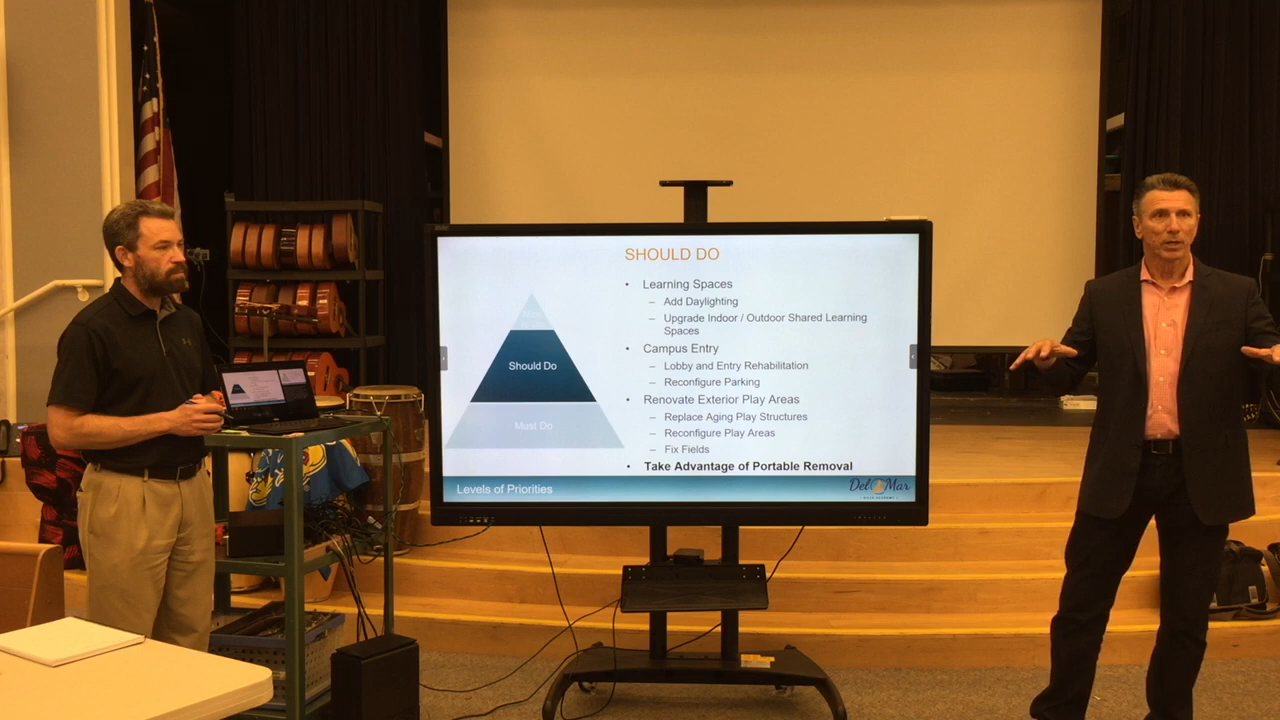 SHOULD DO
• Learning Spaces
– Add Daylighting
– Upgrade Indoor / Outdoor Shared Learning
Spaces
• Campus Entry
– Lobby and Entry Rehabilitation
– Reconfigure Parking
• Renovate Exterior Play Areas
– Replace Aging Play Structures
– Reconfigure Play Areas
– Fix Fields
• Take Advantage of Portable Removal
Should Do
Must Do
Levels of Priorities
Del Mar